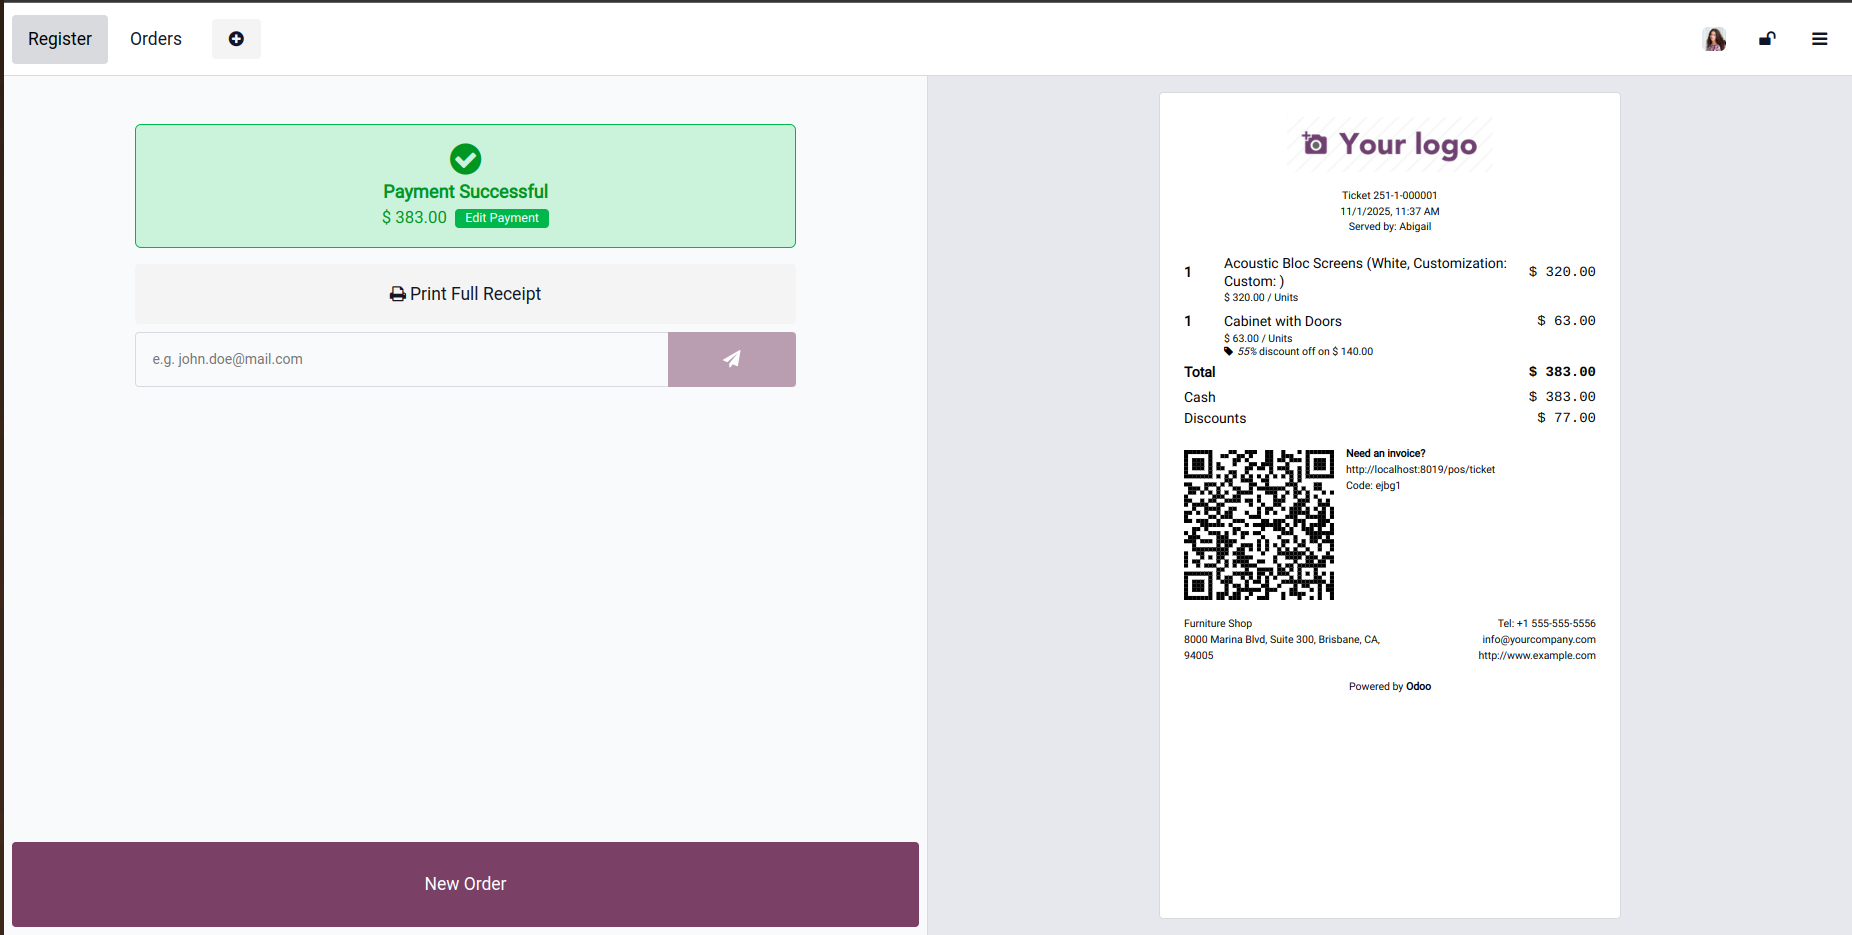 Register
Orders
Payment Successful
$ 383.00 Edit Payment
Print Full Receipt
e.g. john.doe@mail.com
New Order
Your logo
Ticket 251-1-000001
11/1/2025, 11:37 AM
Served by: Abigail
1 Acoustic Bloc Screens (White, Customization: $ 320.00
Custom: )
$ 320.00 / Units
1 Cabinet with Doors $ 63.00
$ 63.00 / Units
55% discount off on $ 140.00
Total $ 383.00
Cash $ 383.00
Discounts $ 77.00
Need an invoice?
http://localhost:8019/pos/ticket
Code: ejbg1
Furniture Shop
8000 Marina Blvd, Suite 300, Brisbane, CA,
94005
Tel: +1 555-555-5556
info@yourcompany.com
http://www.example.com
Powered by Odoo